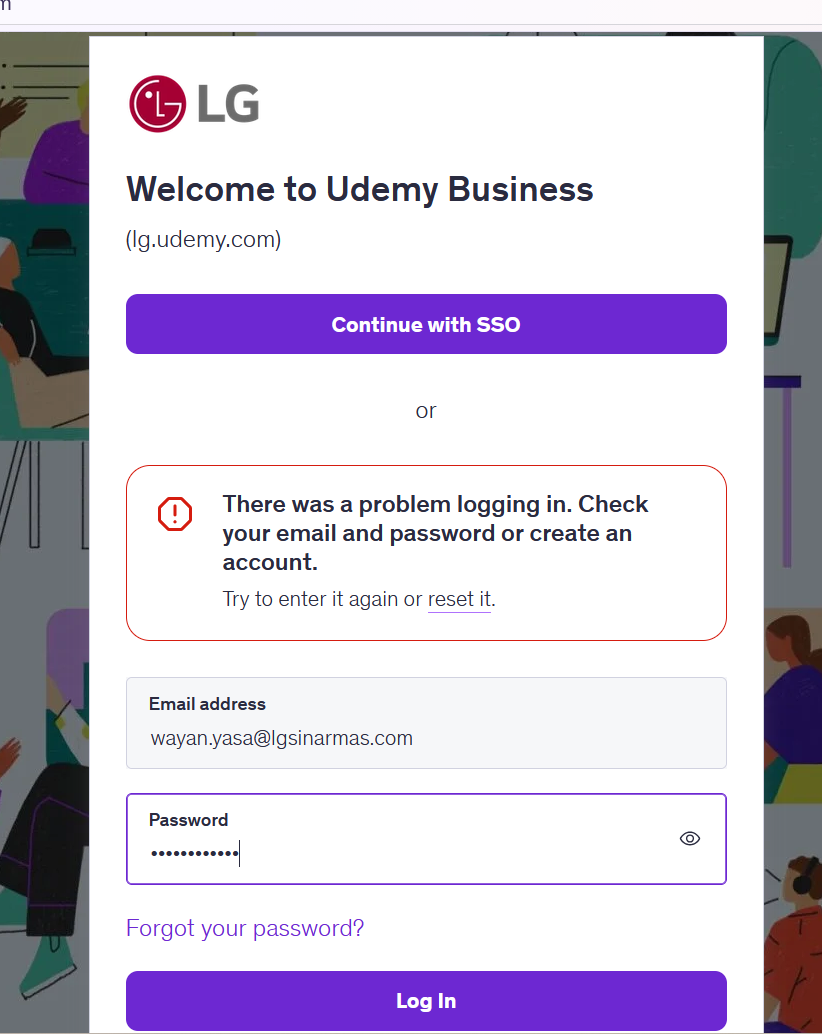 LG
Welcome to Udemy Business
(lg.udemy.com)
Continue with SSO
or
There was a problem logging in. Check
your email and password or create an
account.
Try to enter it again or reset it.
Email address
wayan.yasa@lgsinarmas.com
Password
••••••••••••
Forgot your password?
Log In